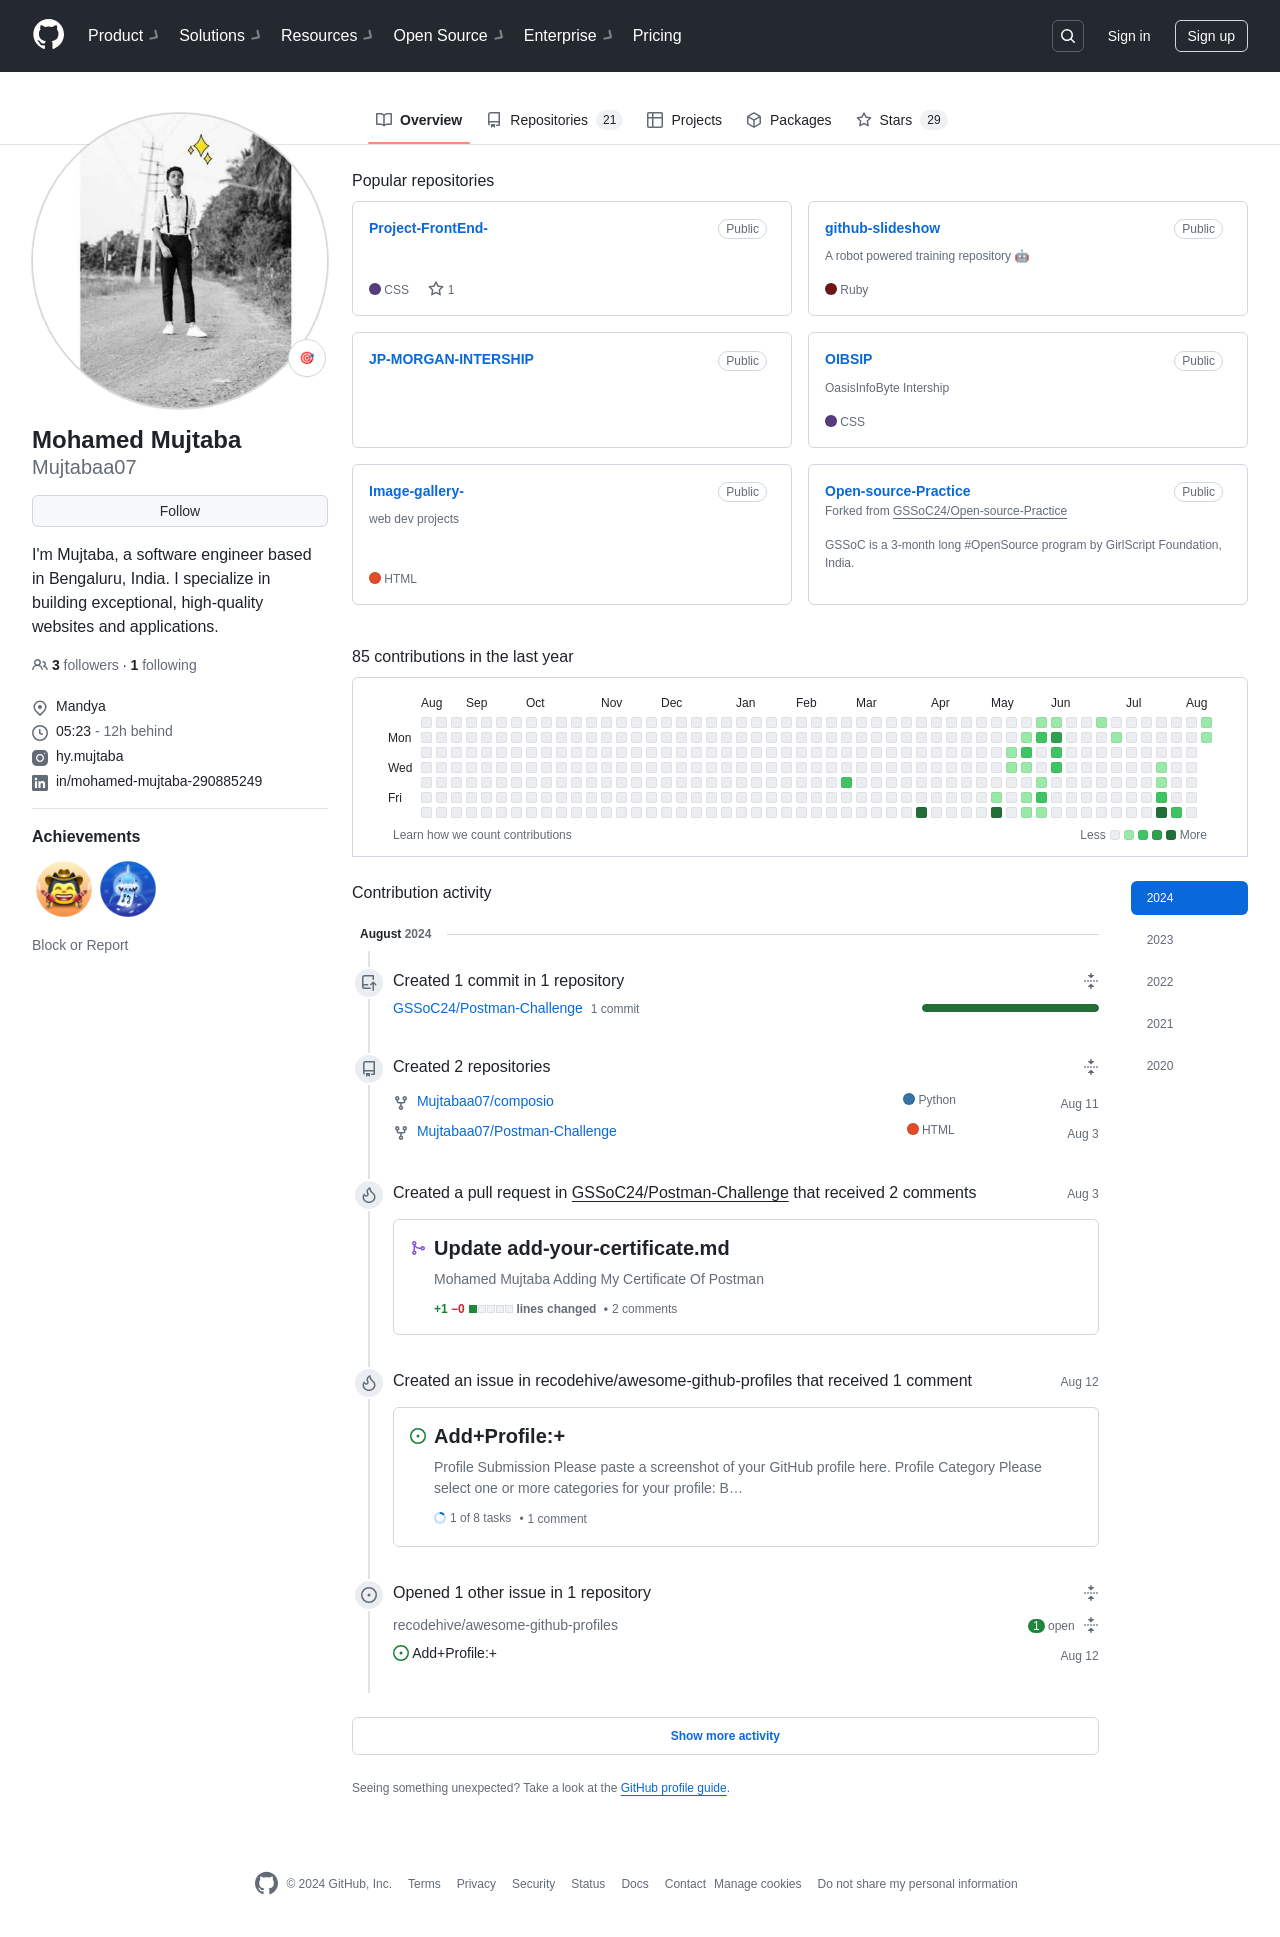 Product Solutions Resources Open Source Enterprise Pricing Sign in Sign up
Overview Repositories 21 Projects Packages Stars 29
Mohamed Mujtaba
Mujtabaa07
Follow
I'm Mujtaba, a software engineer based
in Bengaluru, India. I specialize in
building exceptional, high-quality
websites and applications.
3 followers · 1 following
Mandya
05:23 - 12h behind
hy.mujtaba
in/mohamed-mujtaba-290885249
Achievements
Block or Report
Popular repositories
Project-FrontEnd- Public
CSS 1
github-slideshow Public
A robot powered training repository 🤖
Ruby
JP-MORGAN-INTERSHIP Public
OIBSIP Public
OasisInfoByte Intership
CSS
Image-gallery- Public
web dev projects
HTML
Open-source-Practice Public
Forked from GSSoC24/Open-source-Practice
GSSoC is a 3-month long #OpenSource program by GirlScript Foundation,
India.
85 contributions in the last year
Aug Sep Oct Nov Dec Jan Feb Mar Apr May Jun Jul Aug
Mon
Wed
Fri
Learn how we count contributions Less More
Contribution activity
2024
2023
2022
2021
2020
August 2024
Created 1 commit in 1 repository
GSSoC24/Postman-Challenge 1 commit
Created 2 repositories
Mujtabaa07/composio Python Aug 11
Mujtabaa07/Postman-Challenge HTML Aug 3
Created a pull request in GSSoC24/Postman-Challenge that received 2 comments Aug 3
Update add-your-certificate.md
Mohamed Mujtaba Adding My Certificate Of Postman
+1 −0 lines changed • 2 comments
Created an issue in recodehive/awesome-github-profiles that received 1 comment Aug 12
Add+Profile:+
Profile Submission Please paste a screenshot of your GitHub profile here. Profile Category Please
select one or more categories for your profile: B…
1 of 8 tasks • 1 comment
Opened 1 other issue in 1 repository
recodehive/awesome-github-profiles 1 open
Add+Profile:+ Aug 12
Show more activity
Seeing something unexpected? Take a look at the GitHub profile guide.
© 2024 GitHub, Inc. Terms Privacy Security Status Docs Contact Manage cookies Do not share my personal information